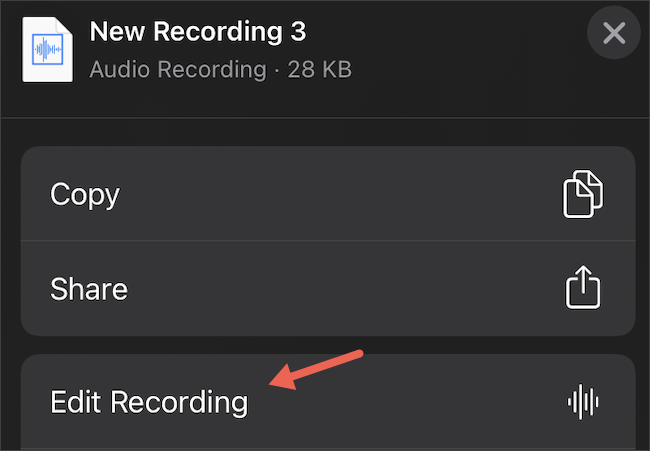 New Recording 3
Audio Recording · 28 KB
Copy
Share
Edit Recording